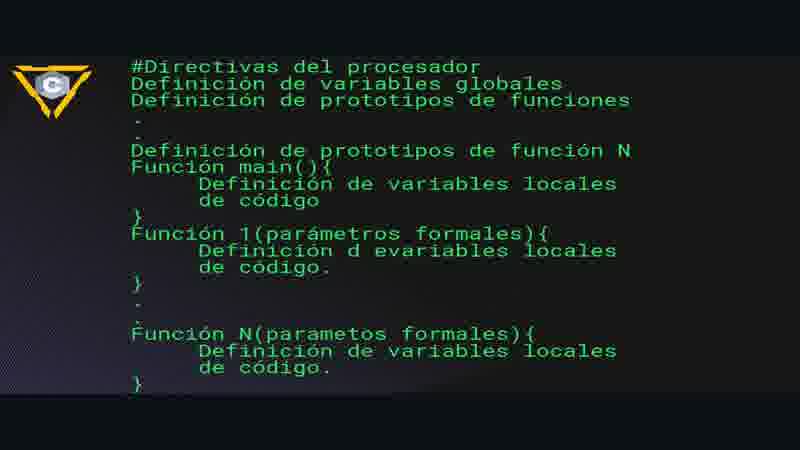 C
#Directivas del procesador
Definición de variables globales
Definición de prototipos de funciones
.
.
Definición de prototipos de función N
Función main(){
Definición de variables locales
de código
}
Función 1(parámetros formales){
Definición d evariables locales
de código.
}
.
.
Función N(parametos formales){
Definición de variables locales
de código.
}